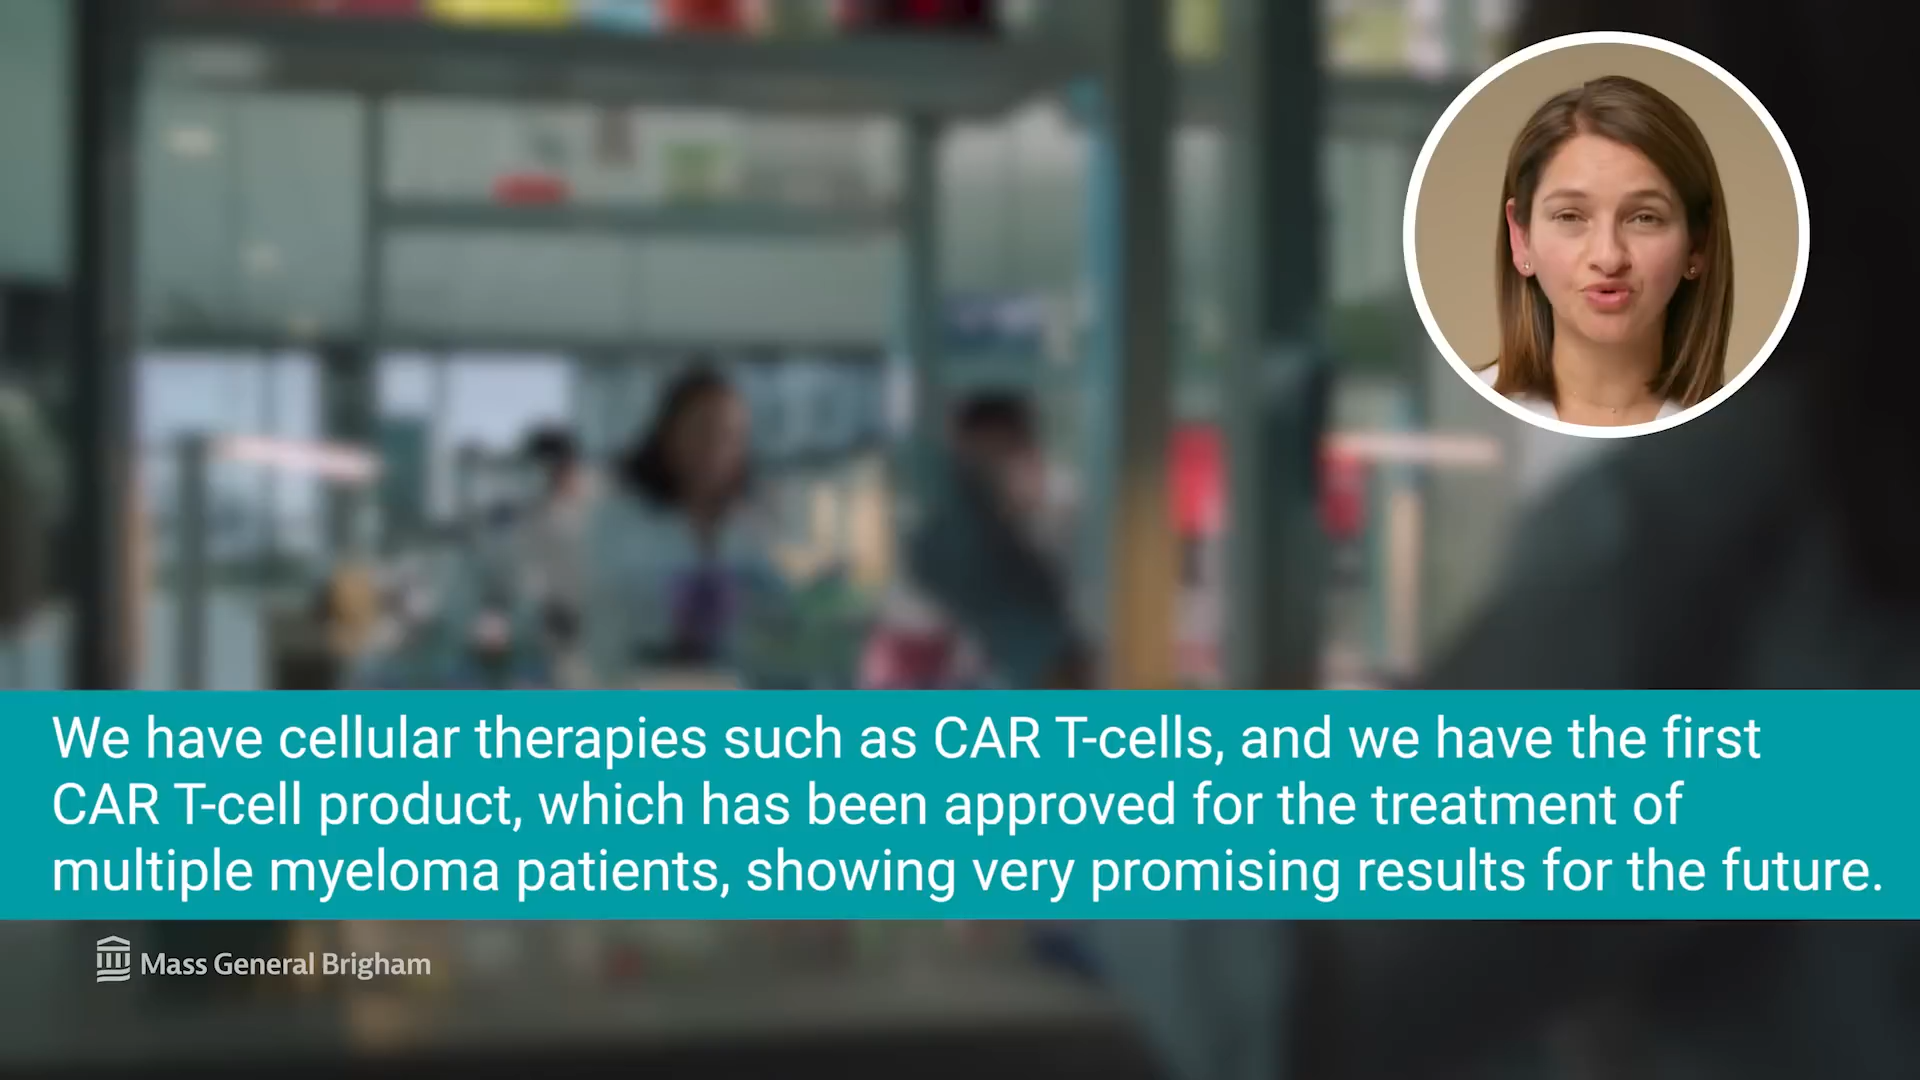 We have cellular therapies such as CAR T-cells, and we have the first
CAR T-cell product, which has been approved for the treatment of
multiple myeloma patients, showing very promising results for the future.
Mass General Brigham